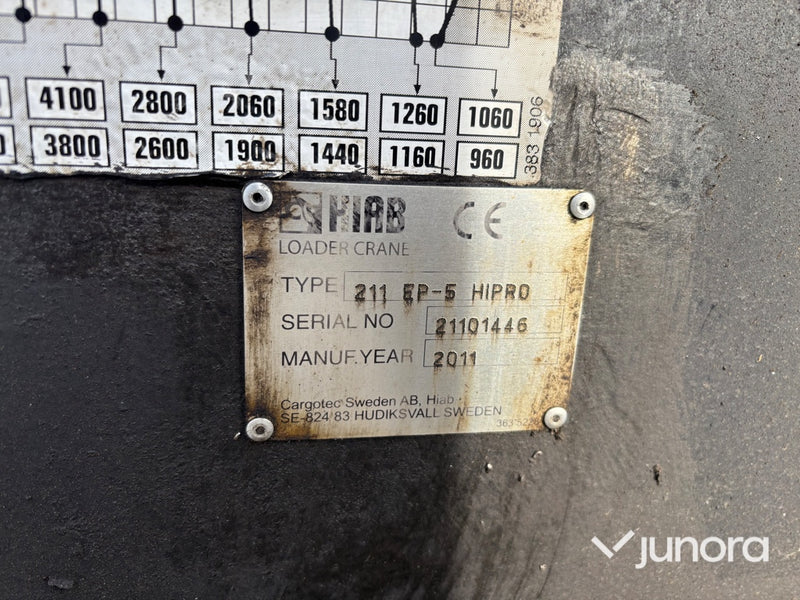 4100 2800 2060 1580 1260 1060
3800 2600 1900 1440 1160 960
383 1906
HIAB CE
LOADER CRANE
TYPE 211 EP-5 HIPRO
SERIAL NO 21101446
MANUF.YEAR 2011
Cargotec Sweden AB, Hiab
SE-824 83 HUDIKSVALL SWEDEN
junora